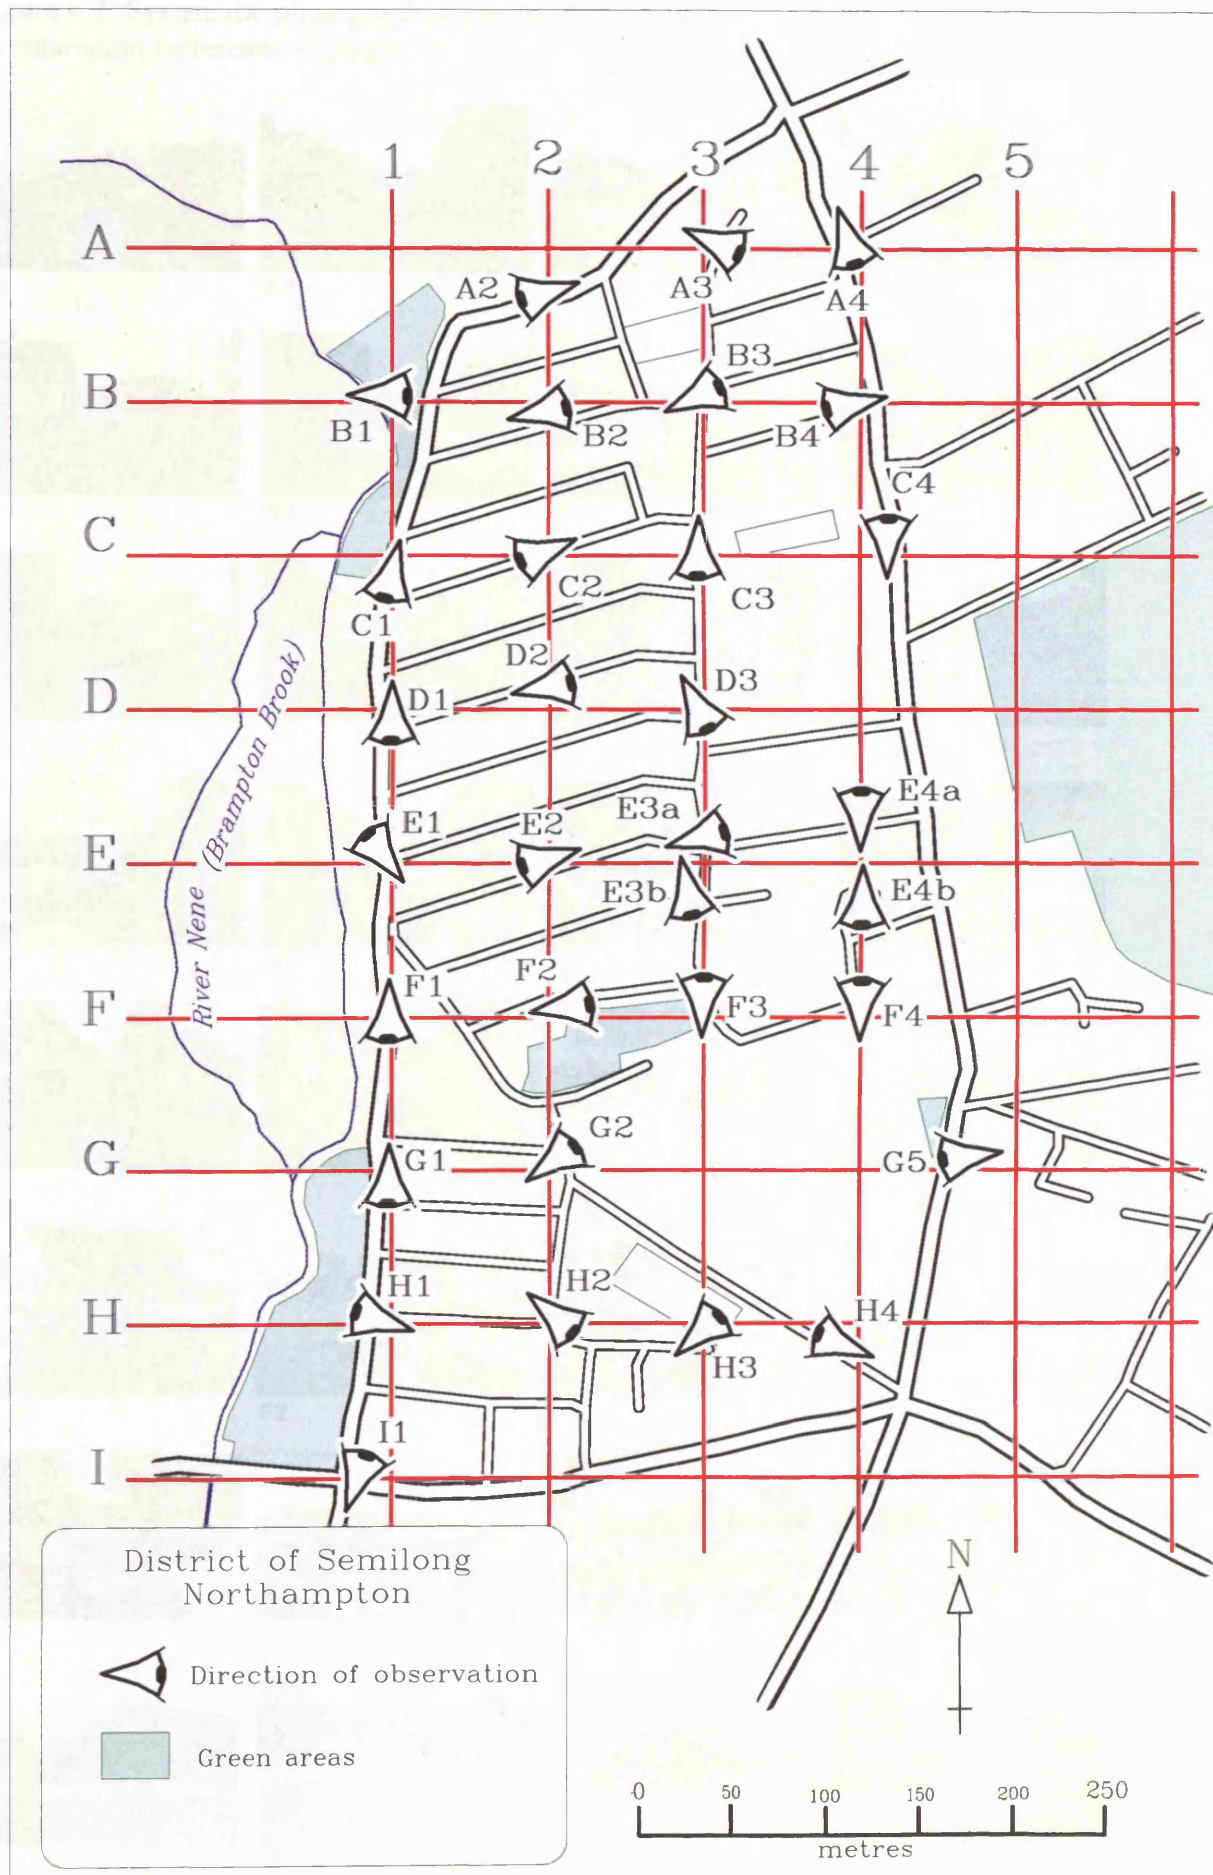 1 2 3 4 5
A
A2 A3 A4
B3
B
B1 B2 B4
C4
C
C1 C2 C3
D2 D3
D
D1
E3a E4a
E1 E2
E
E3b E4b
River Nene (Brampton Brook)
F2
F1
F
F3 F4
G2
G
G1 G5
H1 H2
H
H4
H3
I1
I
District of Semilong
Northampton
N
Direction of observation
Green areas
0 50 100 150 200 250
metres